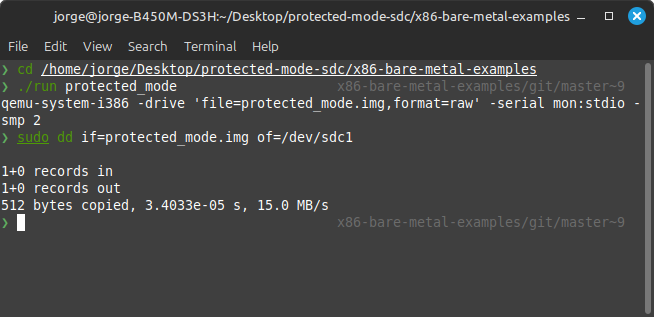 jorge@jorge-B450M-DS3H:~/Desktop/protected-mode-sdc/x86-bare-metal-examples
File Edit View Search Terminal Help
❯ cd /home/jorge/Desktop/protected-mode-sdc/x86-bare-metal-examples
❯ ./run protected_mode x86-bare-metal-examples/git/master~9
qemu-system-i386 -drive 'file=protected_mode.img,format=raw' -serial mon:stdio -
smp 2
❯ sudo dd if=protected_mode.img of=/dev/sdc1
1+0 records in
1+0 records out
512 bytes copied, 3.4033e-05 s, 15.0 MB/s
❯ x86-bare-metal-examples/git/master~9